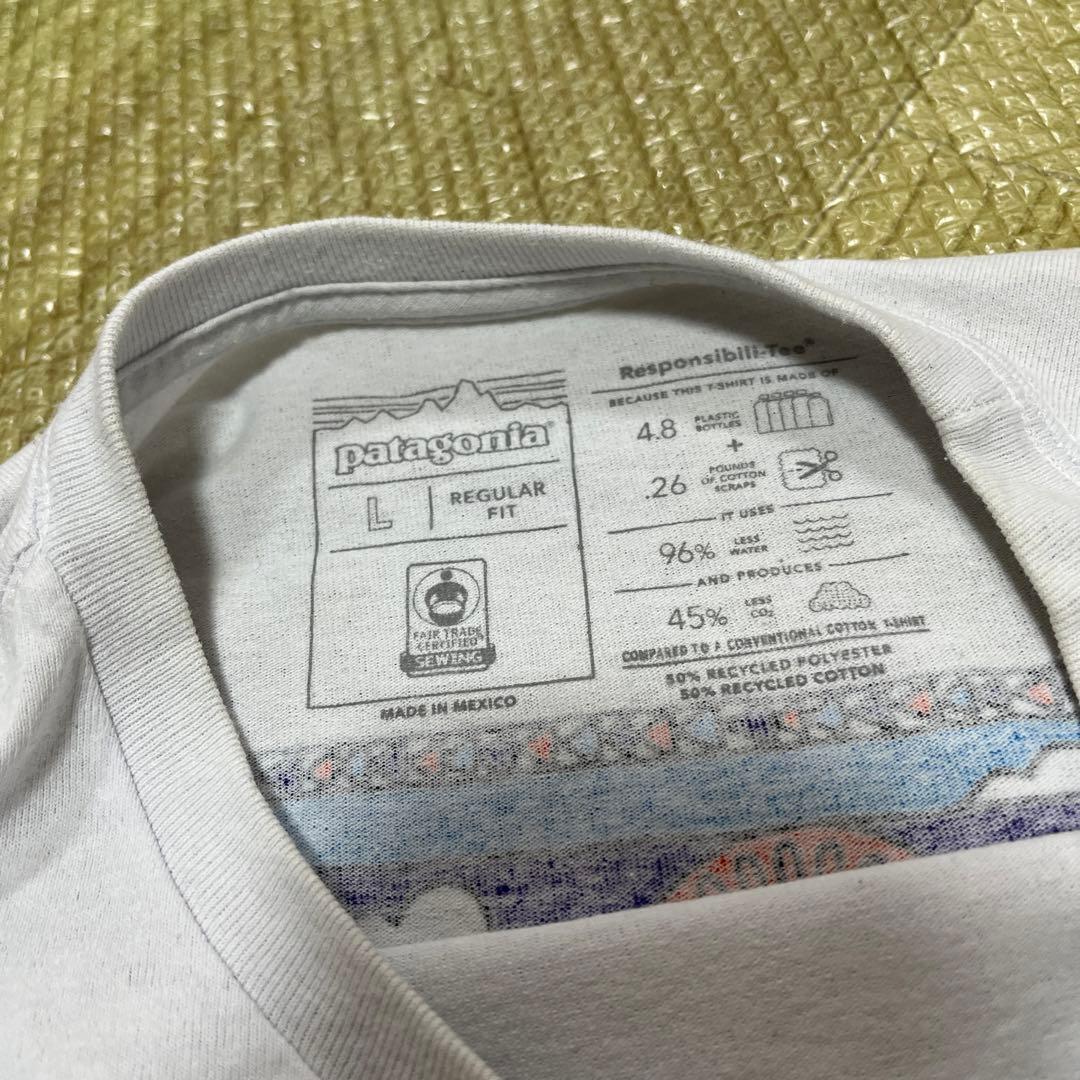 patagonia®
L
REGULAR
FIT
FAIR TRADE
CERTIFIED
SEWING
MADE IN MEXICO
Responsibili-Tee®
BECAUSE THIS T-SHIRT IS MADE OF
4.8 PLASTIC
BOTTLES
+
.26 POUNDS
OF COTTON
SCRAPS
IT USES
96% LESS
WATER
AND PRODUCES
45% LESS
CO2
COMPARED TO A CONVENTIONAL COTTON T-SHIRT
50% RECYCLED POLYESTER
50% RECYCLED COTTON